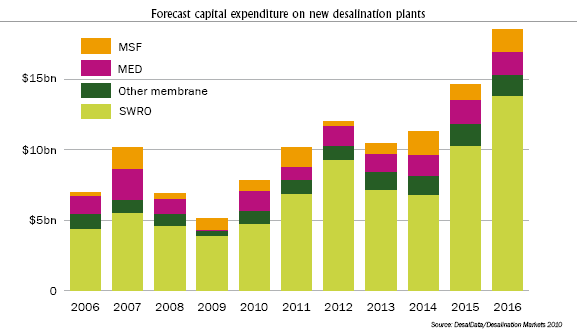 Forecast capital expenditure on new desalination plants
MSF
MED
Other membrane
SWRO
$15bn
$10bn
$5bn
0
2006 2007 2008 2009 2010 2011 2012 2013 2014 2015 2016
Source: DesalData/Desalination Markets 2010